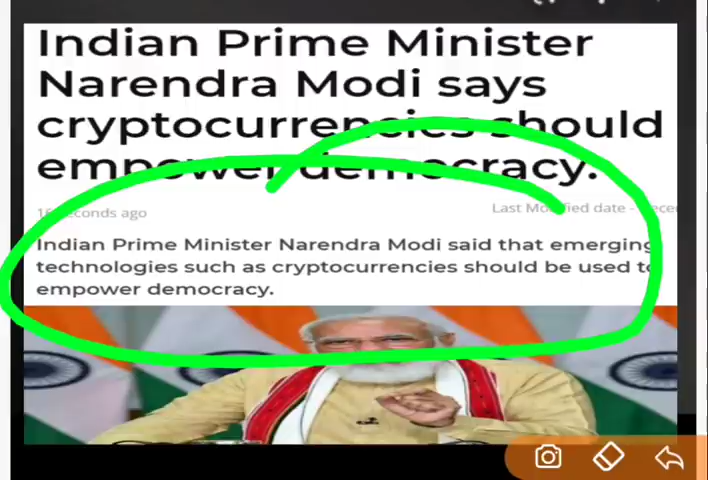 Indian Prime Minister
Narendra Modi says
cryptocurrencies should
empower democracy.
seconds ago
Last Modified date -
Indian Prime Minister Narendra Modi said that emerging
technologies such as cryptocurrencies should be used to
empower democracy.